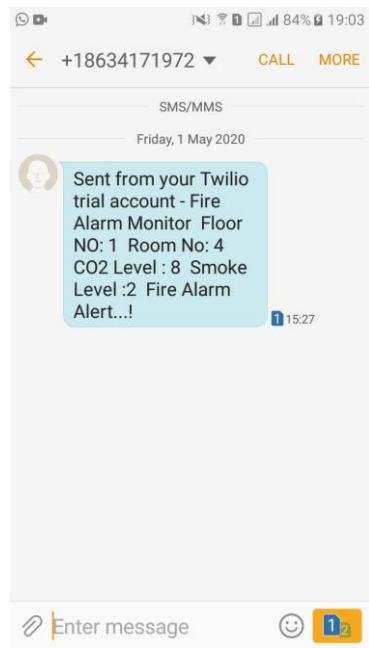 84% 19:03
+18634171972 CALL MORE
SMS/MMS
Friday, 1 May 2020
Sent from your Twilio
trial account - Fire
Alarm Monitor Floor
NO: 1 Room No: 4
CO2 Level : 8 Smoke
Level :2 Fire Alarm
Alert...!
1 15:27
Enter message
1 2